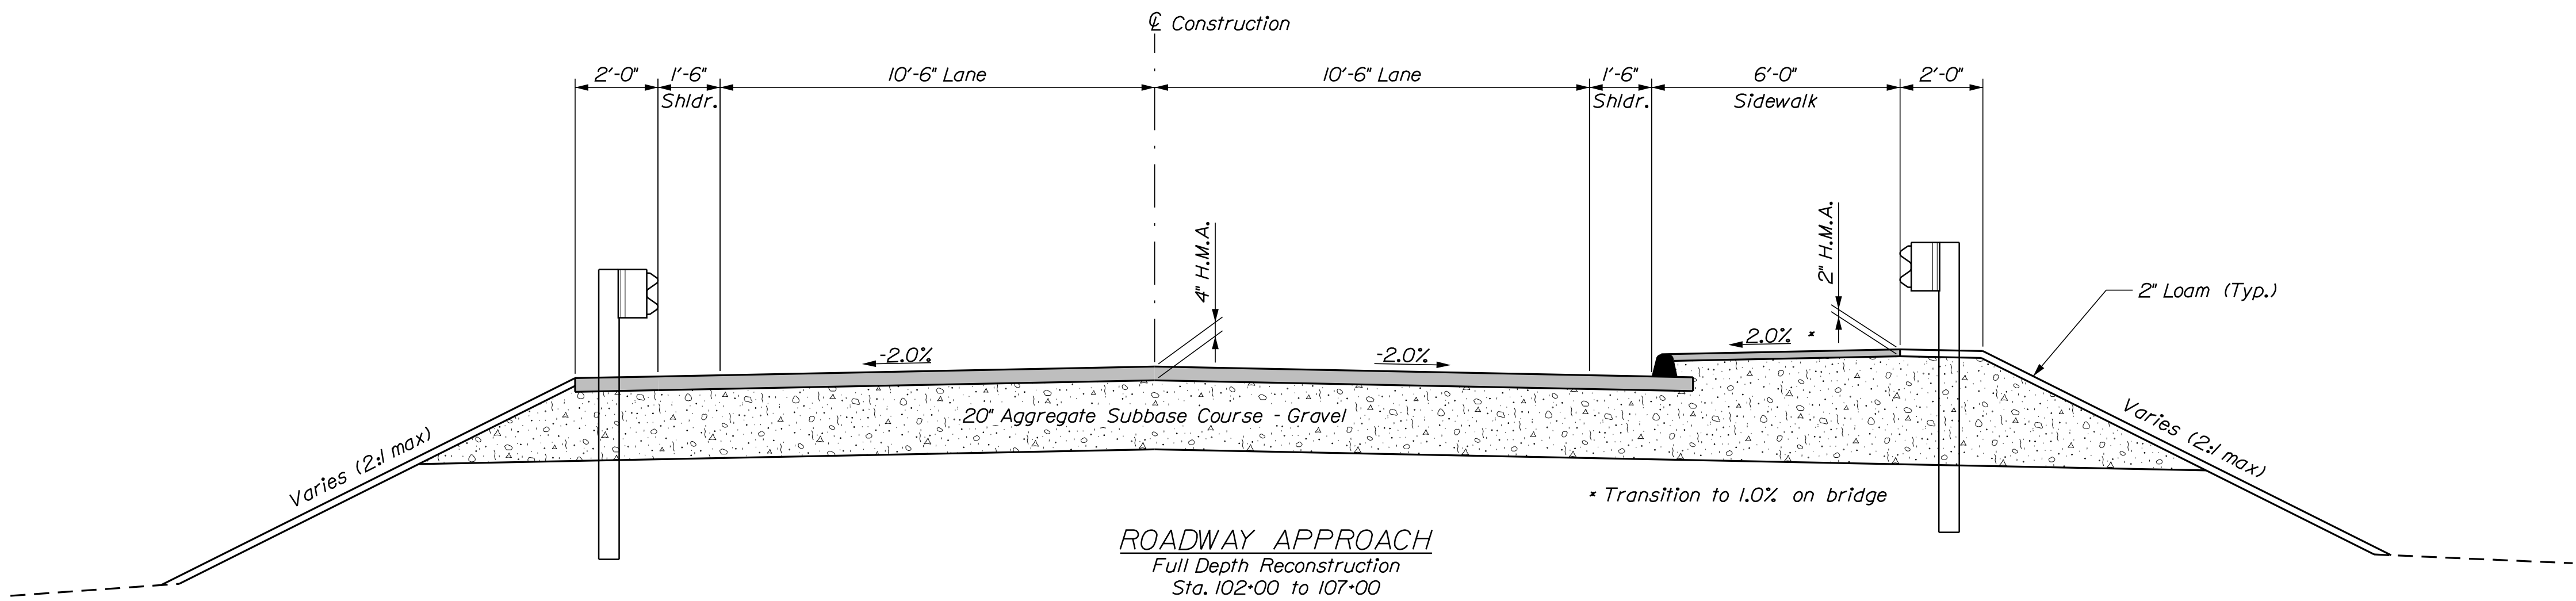 ℄ Construction
2'-0" 1'-6" 10'-6" Lane 10'-6" Lane 1'-6" 6'-0" 2'-0"
Shldr. Shldr. Sidewalk
4" H.M.A.
2" H.M.A.
2" Loam (Typ.)
-2.0% -2.0% 2.0% *
20" Aggregate Subbase Course - Gravel
Varies (2:1 max)
Varies (2:1 max)
* Transition to 1.0% on bridge
ROADWAY APPROACH
Full Depth Reconstruction
Sta. 102+00 to 107+00